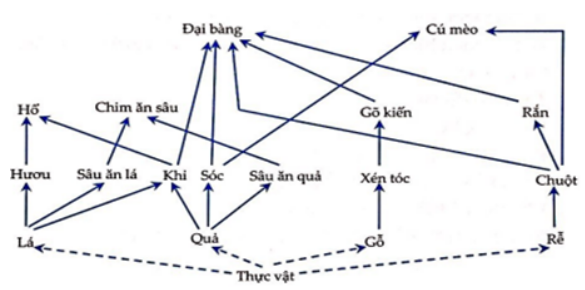 Đại bàng Cú mèo
Hổ Chim ăn sâu Gõ kiến Rắn
Hươu Sâu ăn lá Khỉ Sóc Sâu ăn quả Xén tóc Chuột
Lá Quả Gỗ Rễ
Thực vật